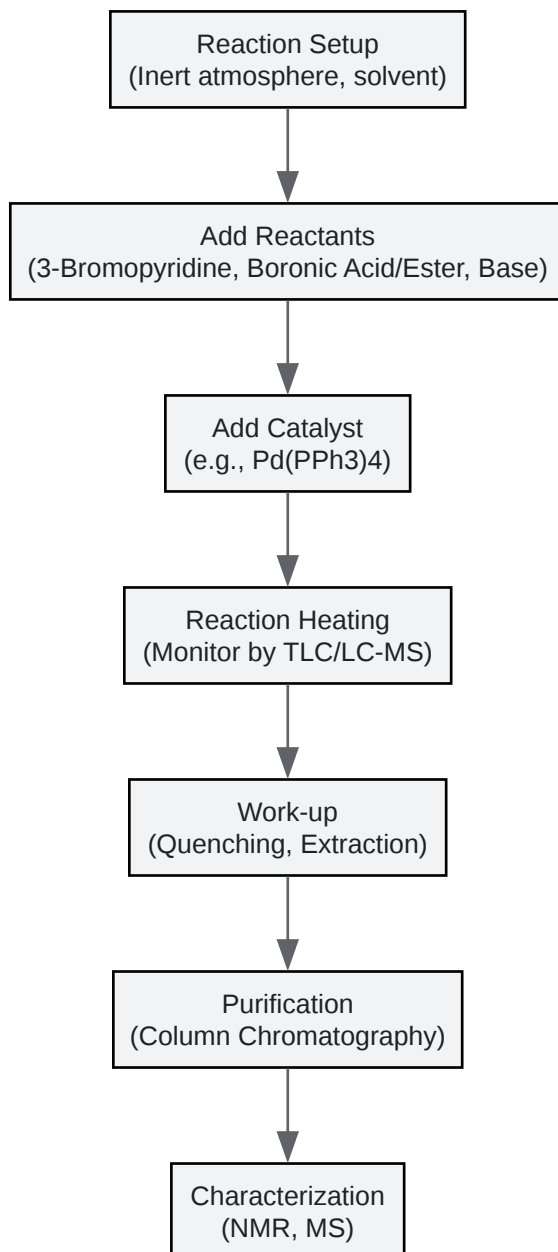 Reaction Setup
(Inert atmosphere, solvent)
Add Reactants
(3-Bromopyridine, Boronic Acid/Ester, Base)
Add Catalyst
(e.g., Pd(PPh3)4)
Reaction Heating
(Monitor by TLC/LC-MS)
Work-up
(Quenching, Extraction)
Purification
(Column Chromatography)
Characterization
(NMR, MS)